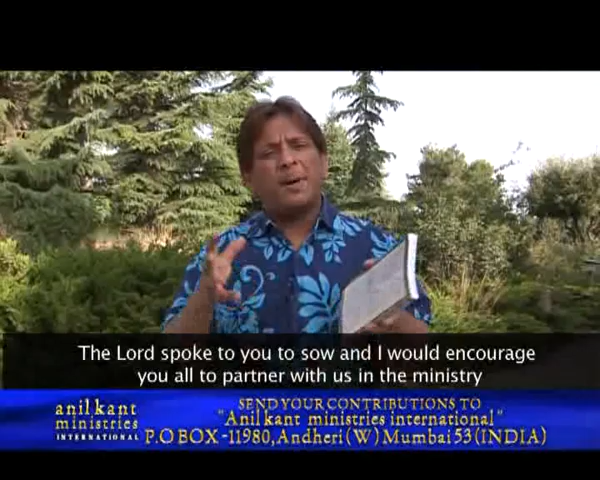 The Lord spoke to you to sow and I would encourage
you all to partner with us in the ministry
anil kant
ministries
INTERNATIONAL
SEND YOUR CONTRIBUTIONS TO
"Anil kant ministries international"
P.O BOX -11980, Andheri (W) Mumbai 53 (INDIA)